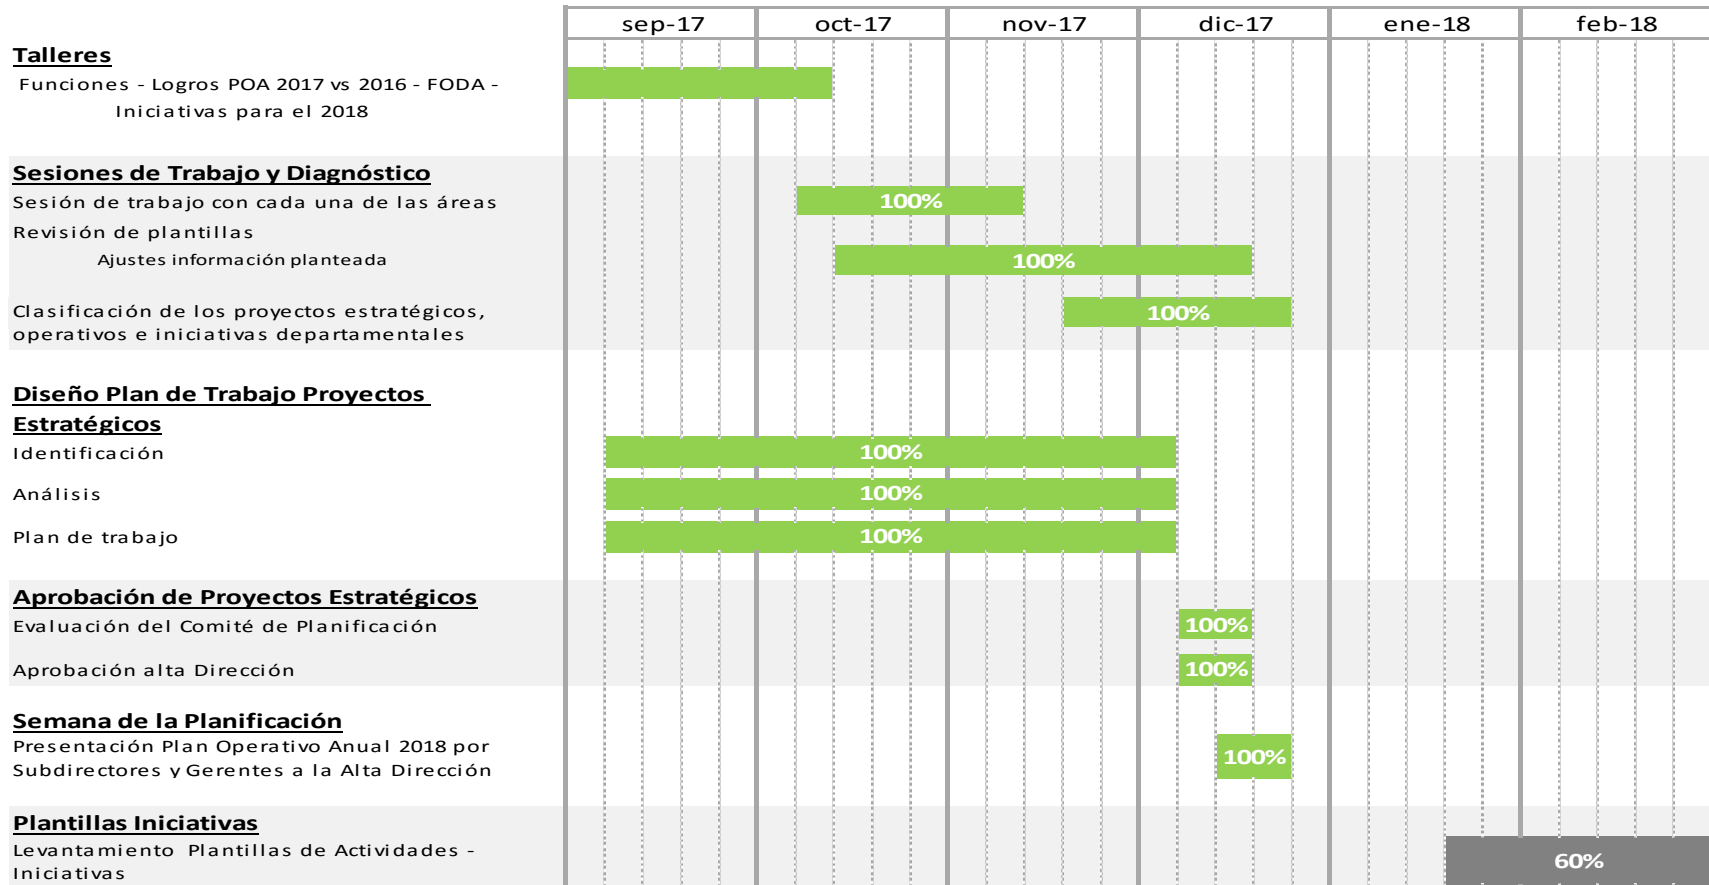 sep-17 oct-17 nov-17 dic-17 ene-18 feb-18
Talleres
Funciones - Logros POA 2017 vs 2016 - FODA -
Iniciativas para el 2018
Sesiones de Trabajo y Diagnóstico
Sesión de trabajo con cada una de las áreas 100%
Revisión de plantillas
Ajustes información planteada 100%
Clasificación de los proyectos estratégicos, 100%
operativos e iniciativas departamentales
Diseño Plan de Trabajo Proyectos
Estratégicos
Identificación 100%
Análisis 100%
Plan de trabajo 100%
Aprobación de Proyectos Estratégicos
Evaluación del Comité de Planificación 100%
Aprobación alta Dirección 100%
Semana de la Planificación
Presentación Plan Operativo Anual 2018 por 100%
Subdirectores y Gerentes a la Alta Dirección
Plantillas Iniciativas
Levantamiento Plantillas de Actividades - 60%
Iniciativas